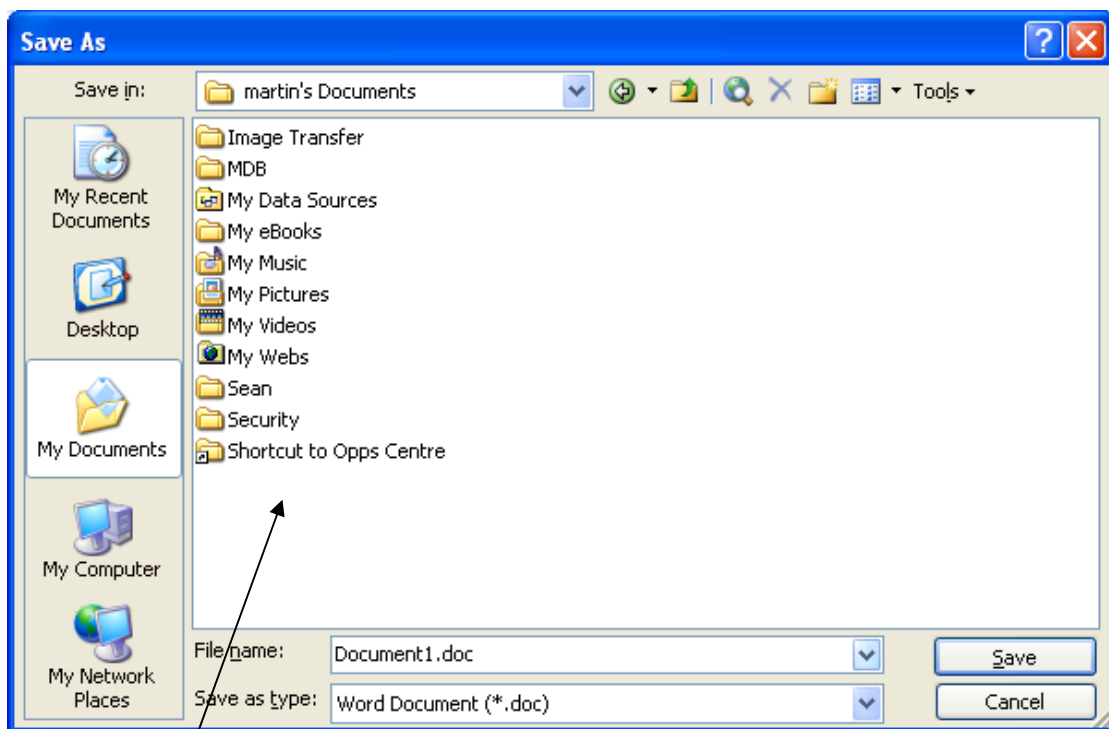 Save As
Save in:
martin's Documents
Tools
My Recent
Documents
Desktop
My Documents
My Computer
My Network
Places
Image Transfer
MDB
My Data Sources
My eBooks
My Music
My Pictures
My Videos
My Webs
Sean
Security
Shortcut to Opps Centre
File name:
Document1.doc
Save
Save as type:
Word Document (*.doc)
Cancel